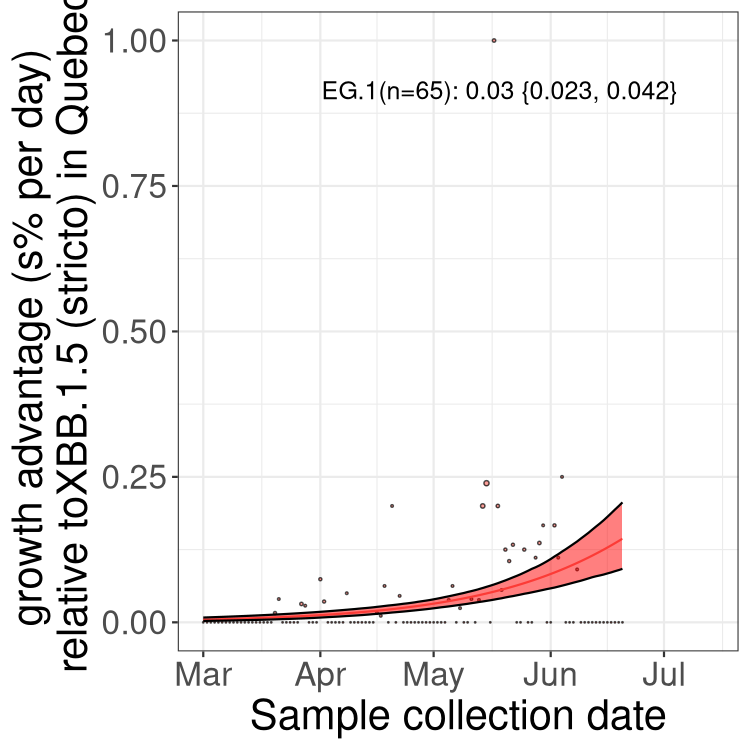 growth advantage (s% per day)
relative toXBB.1.5 (stricto) in Quebec
1.00
0.75
0.50
0.25
0.00
EG.1(n=65): 0.03 {0.023, 0.042}
Mar Apr May Jun Jul
Sample collection date